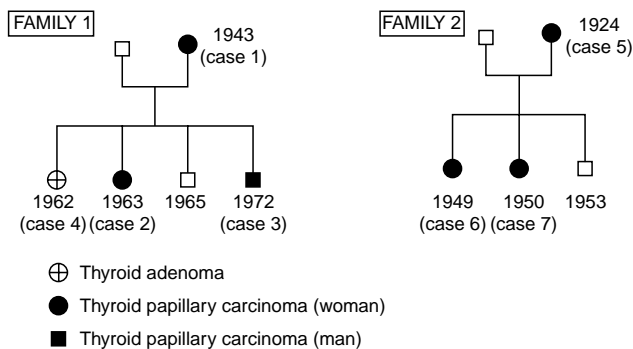 FAMILY 1
1943
(case 1)
1962
(case 4)
1963
(case 2)
1965
1972
(case 3)
FAMILY 2
1924
(case 5)
1949
(case 6)
1950
(case 7)
1953
Thyroid adenoma
Thyroid papillary carcinoma (woman)
Thyroid papillary carcinoma (man)